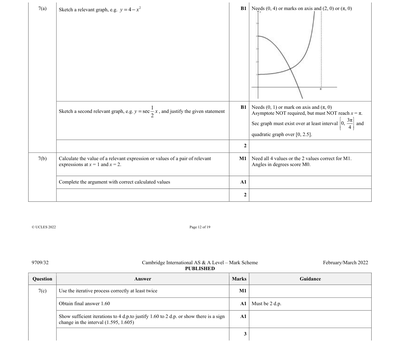 7(a)
Sketch a relevant graph, e.g. y = 4 − x²
B1
Needs (0, 4) or marks on axis and (2, 0) or (π, 0)
Sketch a second relevant graph, e.g. y = sec 1/2 x, and justify the given statement
B1
Needs (0, 1) or mark on axis and (π, 0)
Asymptote NOT required, but must NOT reach x = π.
Sec graph must exist over at least interval [0, 3π/4] and
quadratic graph over [0, 2.5].
2
7(b)
Calculate the value of a relevant expression or values of a pair of relevant
expressions at x = 1 and x = 2.
M1
Need all 4 values or the 2 values correct for M1.
Angles in degrees score M0.
Complete the argument with correct calculated values
A1
2
© UCLES 2022
Page 12 of 19
9709/32
Cambridge International AS & A Level – Mark Scheme
PUBLISHED
February/March 2022
Question
Answer
Marks
Guidance
7(c)
Use the iterative process correctly at least twice
M1
Obtain final answer 1.60
A1
Must be 2 d.p.
Show sufficient iterations to 4 d.p.to justify 1.60 to 2 d.p. or show there is a sign
change in the interval (1.595, 1.605)
A1
3